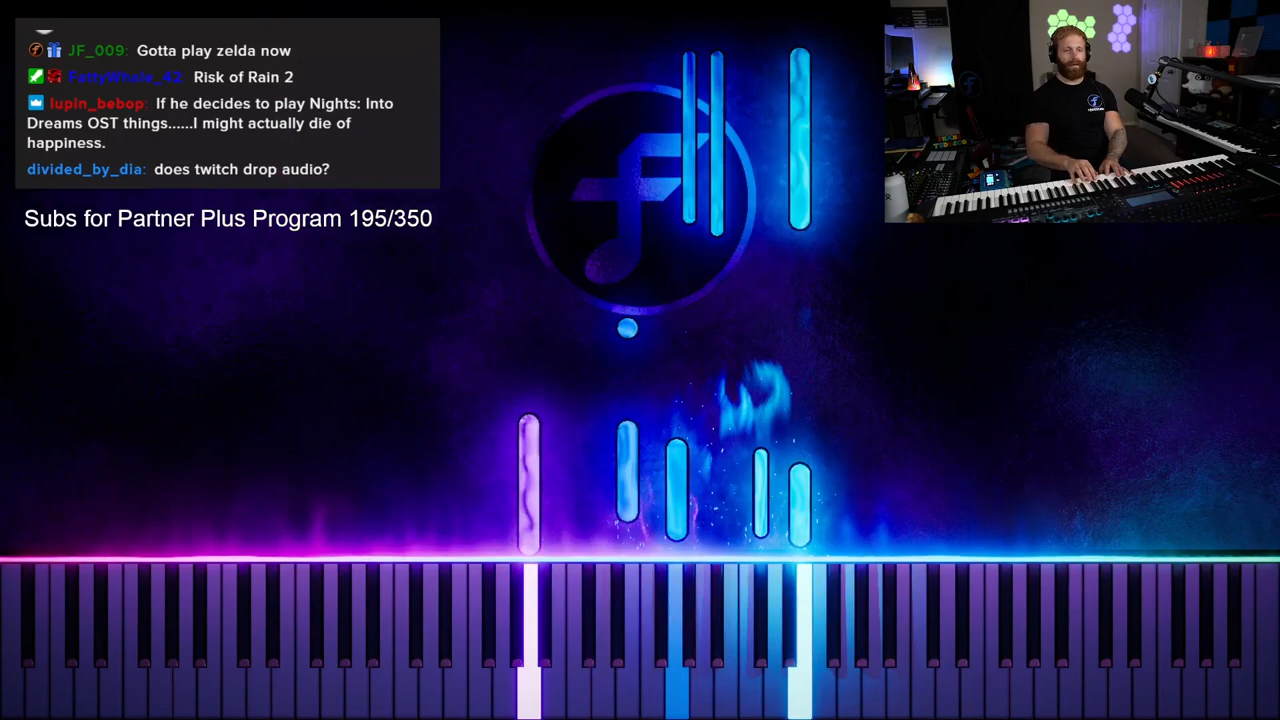 JF_009: Gotta play zelda now
FattyWhale_42: Risk of Rain 2
lupin_bebop: If he decides to play Nights: Into
Dreams OST things......I might actually die of
happiness.
divided_by_dia: does twitch drop audio?
Subs for Partner Plus Program 195/350